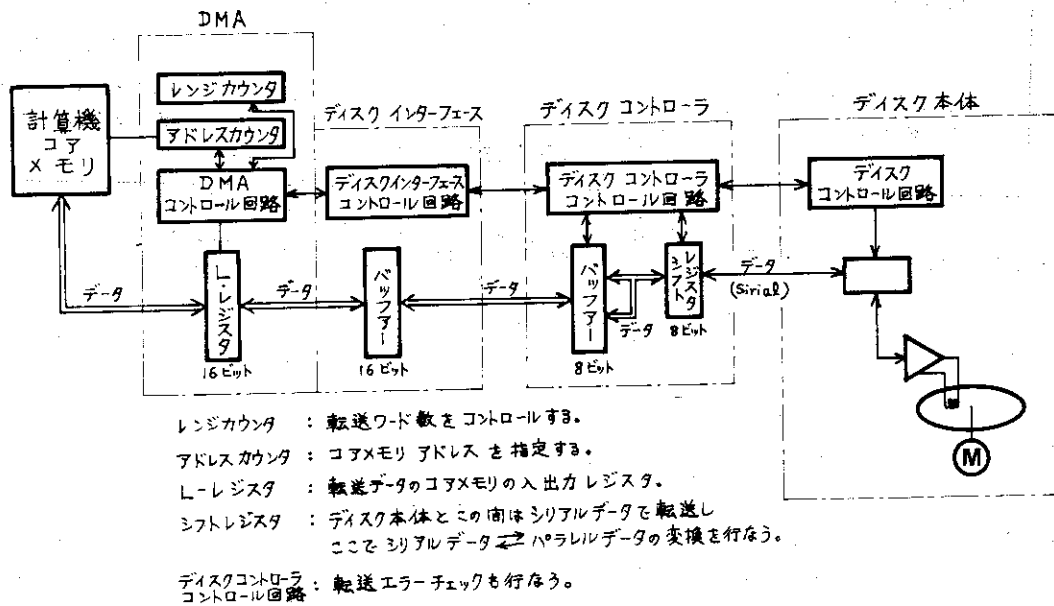 DMA
レンジカウンタ
計算機
コア
メモリ
アドレスカウンタ
DMA
コントロール回路
ディスク インターフェース
ディスクインターフェース
コントロール回路
ディスク コントローラ
ディスク コントローラ
コントロール回路
ディスク本体
ディスク
コントロール回路
データ
L-レジスタ
16ビット
データ
バッファー
16ビット
データ
バッファー
8ビット
データ
シフト
レジスタ
8ビット
データ
(Sirial)
M
レンジカウンタ : 転送ワード数をコントロールする。
アドレスカウンタ : コアメモリ アドレス を指定する。
L-レジスタ : 転送データのコアメモリの入出力レジスタ。
シフトレジスタ : ディスク本体とこの間はシリアルデータで転送し
ここで シリアルデータ ⇄ パラレルデータの変換を行なう。
ディスクコントローラ
コントロール回路 : 転送エラーチェックも行なう。